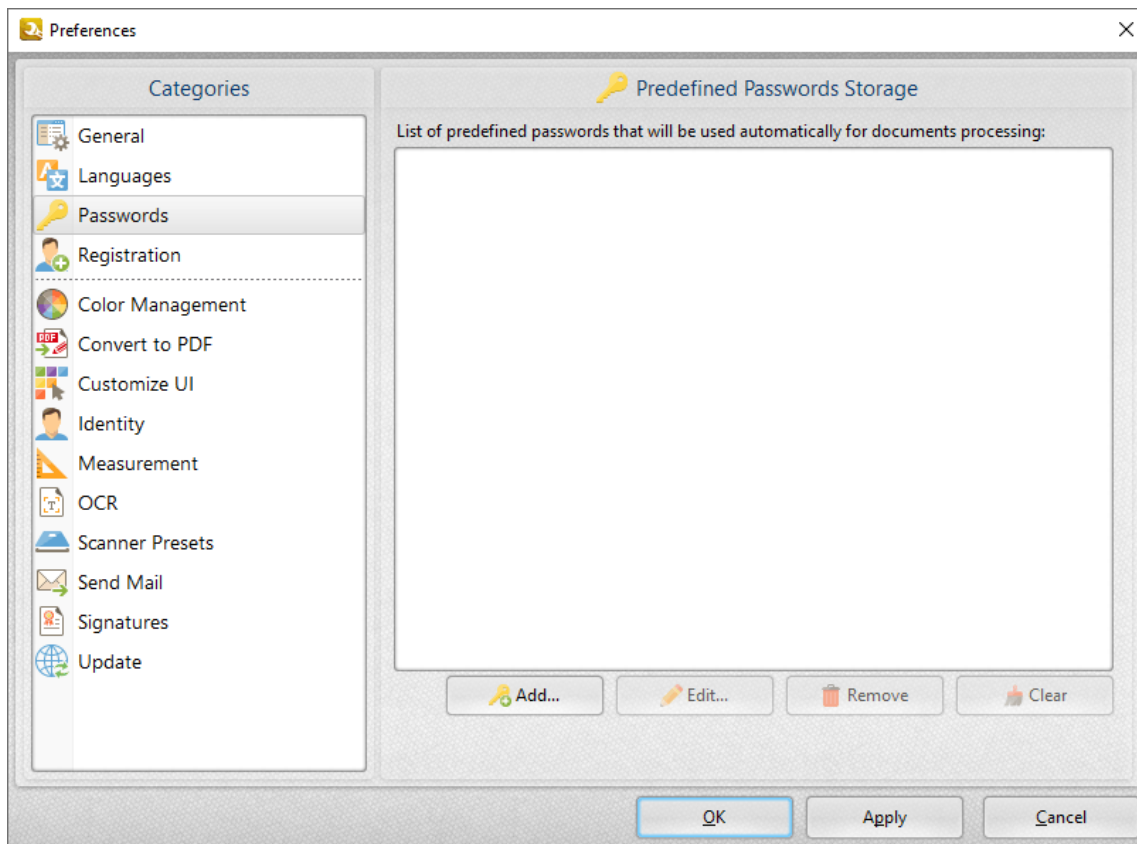 Preferences
Categories
General
Languages
Passwords
Registration
Color Management
PDF
Convert to PDF
Customize UI
Identity
Measurement
T
OCR
Scanner Presets
Send Mail
Signatures
Update
Predefined Passwords Storage
List of predefined passwords that will be used automatically for documents processing:
Add... Edit... Remove Clear
OK Apply Cancel